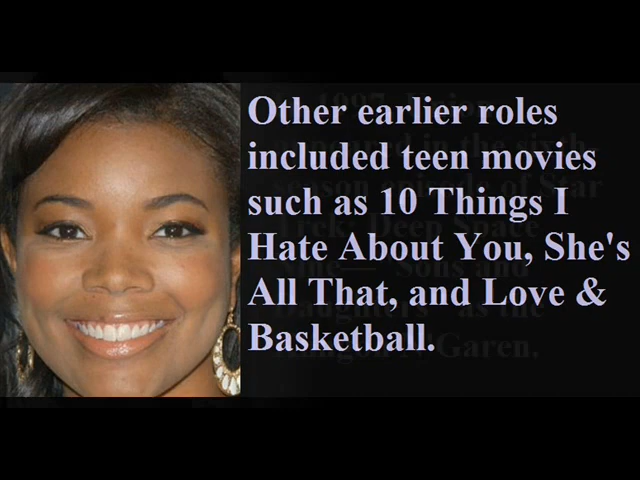 Other earlier roles
included teen movies
such as 10 Things I
Hate About You, She's
All That, and Love &
Basketball.